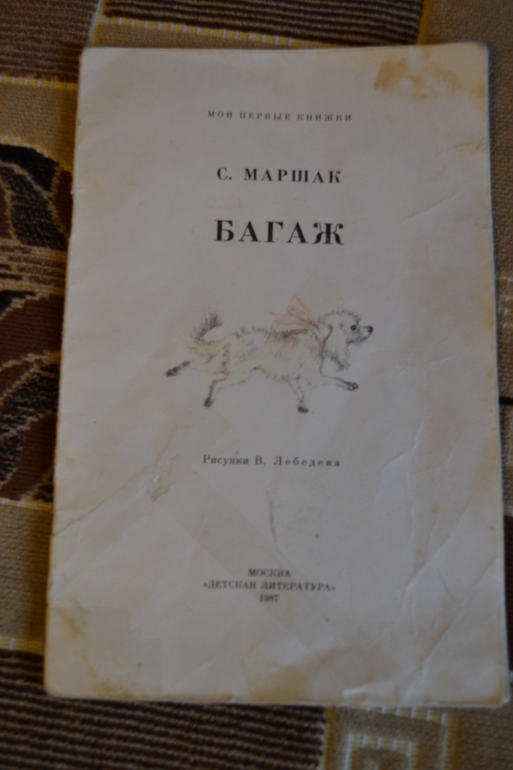 МОИ ПЕРВЫЕ КНИЖКИ
С. МАРШАК
БАГАЖ
Рисунки В. Лебедева
МОСКВА
«ДЕТСКАЯ ЛИТЕРАТУРА»
1987